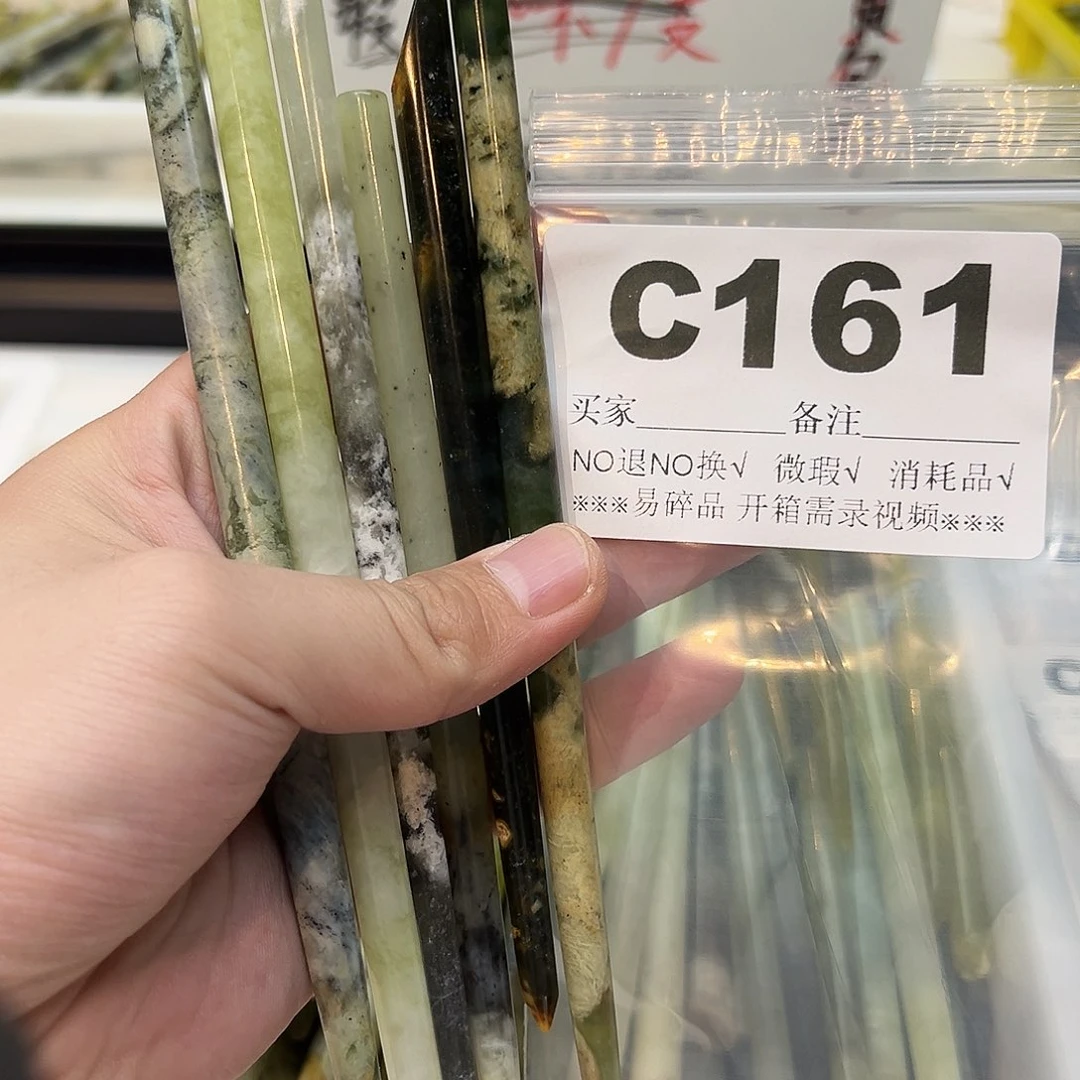 /支
C161
买家________备注________
NO退NO换√ 微瑕√ 消耗品√
※※※易碎品 开箱需录视频※※※